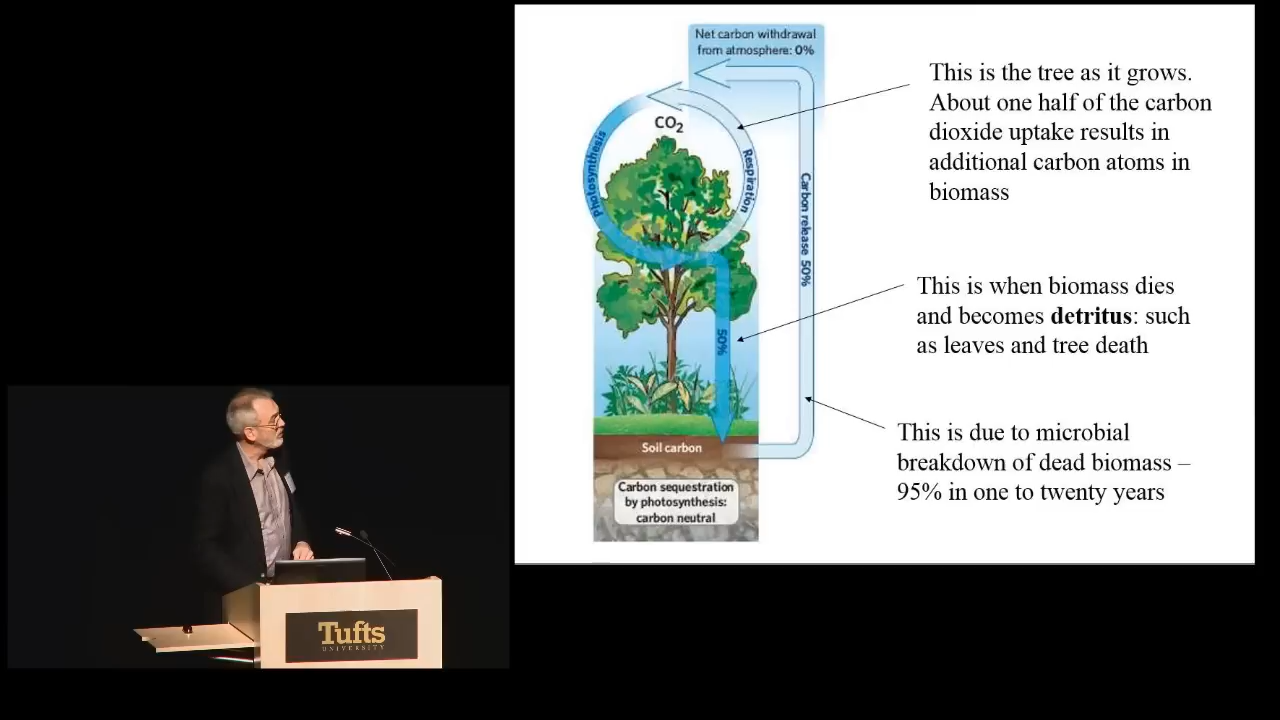 Net carbon withdrawal
from atmosphere: 0%
CO2
Photosynthesis
Respiration
Carbon release 50%
50%
Soil carbon
Carbon sequestration
by photosynthesis:
carbon neutral
This is the tree as it grows.
About one half of the carbon
dioxide uptake results in
additional carbon atoms in
biomass
This is when biomass dies
and becomes detritus: such
as leaves and tree death
This is due to microbial
breakdown of dead biomass –
95% in one to twenty years
Tufts
UNIVERSITY